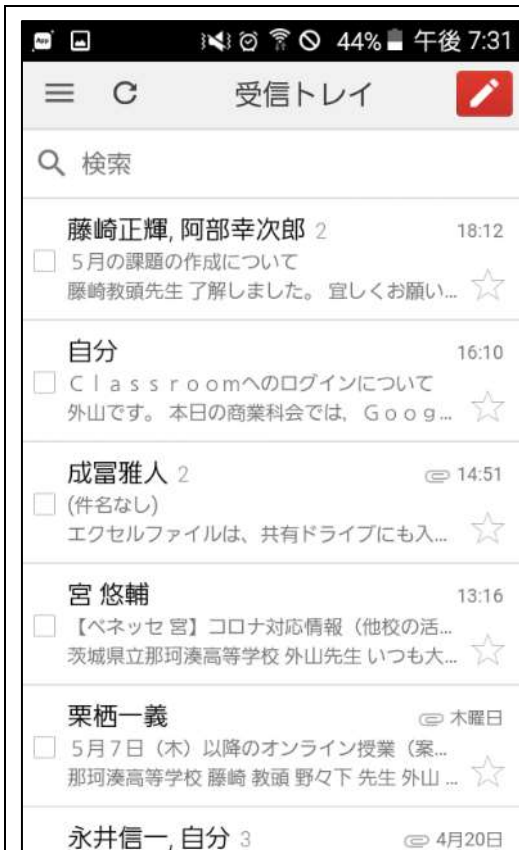 App 44% 午後 7:31
受信トレイ
検索
藤崎正輝, 阿部幸次郎 2 18:12
5月の課題の作成について
藤崎教頭先生 了解しました。 宜しくお願い...
自分 16:10
Ｃｌａｓｓｒｏｏｍへのログインについて
外山です。 本日の商業科会では，Ｇｏｏｇ...
成冨雅人 2 14:51
(件名なし)
エクセルファイルは、共有ドライブにも入...
宮 悠輔 13:16
【ベネッセ 宮】コロナ対応情報（他校の活...
茨城県立那珂湊高等学校 外山先生 いつも大...
栗栖一義 木曜日
５月７日（木）以降のオンライン授業（案...
那珂湊高等学校 藤崎 教頭 野々下 先生 外山 ...
永井信一, 自分 3 4月20日